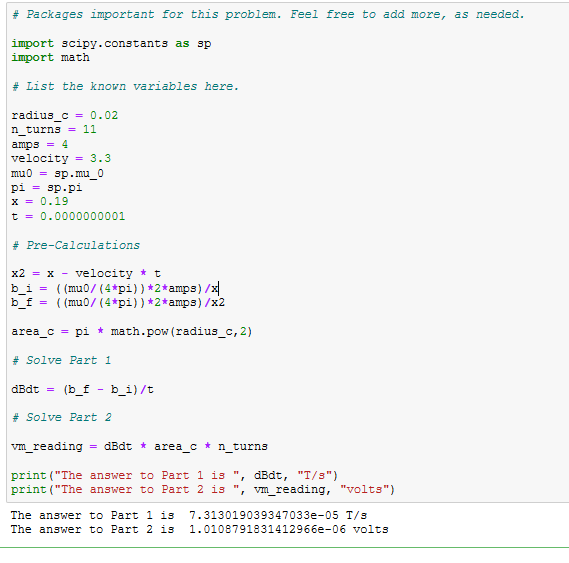 # Packages important for this problem. Feel free to add more, as needed.
import scipy.constants as sp
import math
# List the known variables here.
radius_c = 0.02
n_turns = 11
amps = 4
velocity = 3.3
mu0 = sp.mu_0
pi = sp.pi
x = 0.19
t = 0.0000000001
# Pre-Calculations
x2 = x - velocity * t
b_i = ((mu0/(4*pi))*2*amps)/x
b_f = ((mu0/(4*pi))*2*amps)/x2
area_c = pi * math.pow(radius_c,2)
# Solve Part 1
dBdt = (b_f - b_i)/t
# Solve Part 2
vm_reading = dBdt * area_c * n_turns
print("The answer to Part 1 is ", dBdt, "T/s")
print("The answer to Part 2 is ", vm_reading, "volts")
The answer to Part 1 is  7.313019039347033e-05 T/s
The answer to Part 2 is  1.0108791831412966e-06 volts